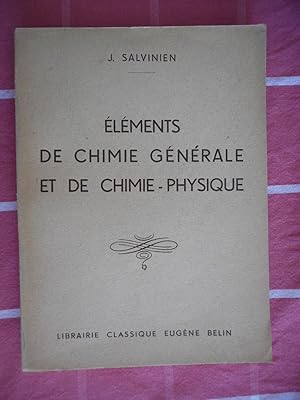 J. SALVINIEN
ÉLÉMENTS
DE CHIMIE GÉNÉRALE
ET DE CHIMIE-PHYSIQUE
LIBRAIRIE CLASSIQUE EUGÈNE BELIN